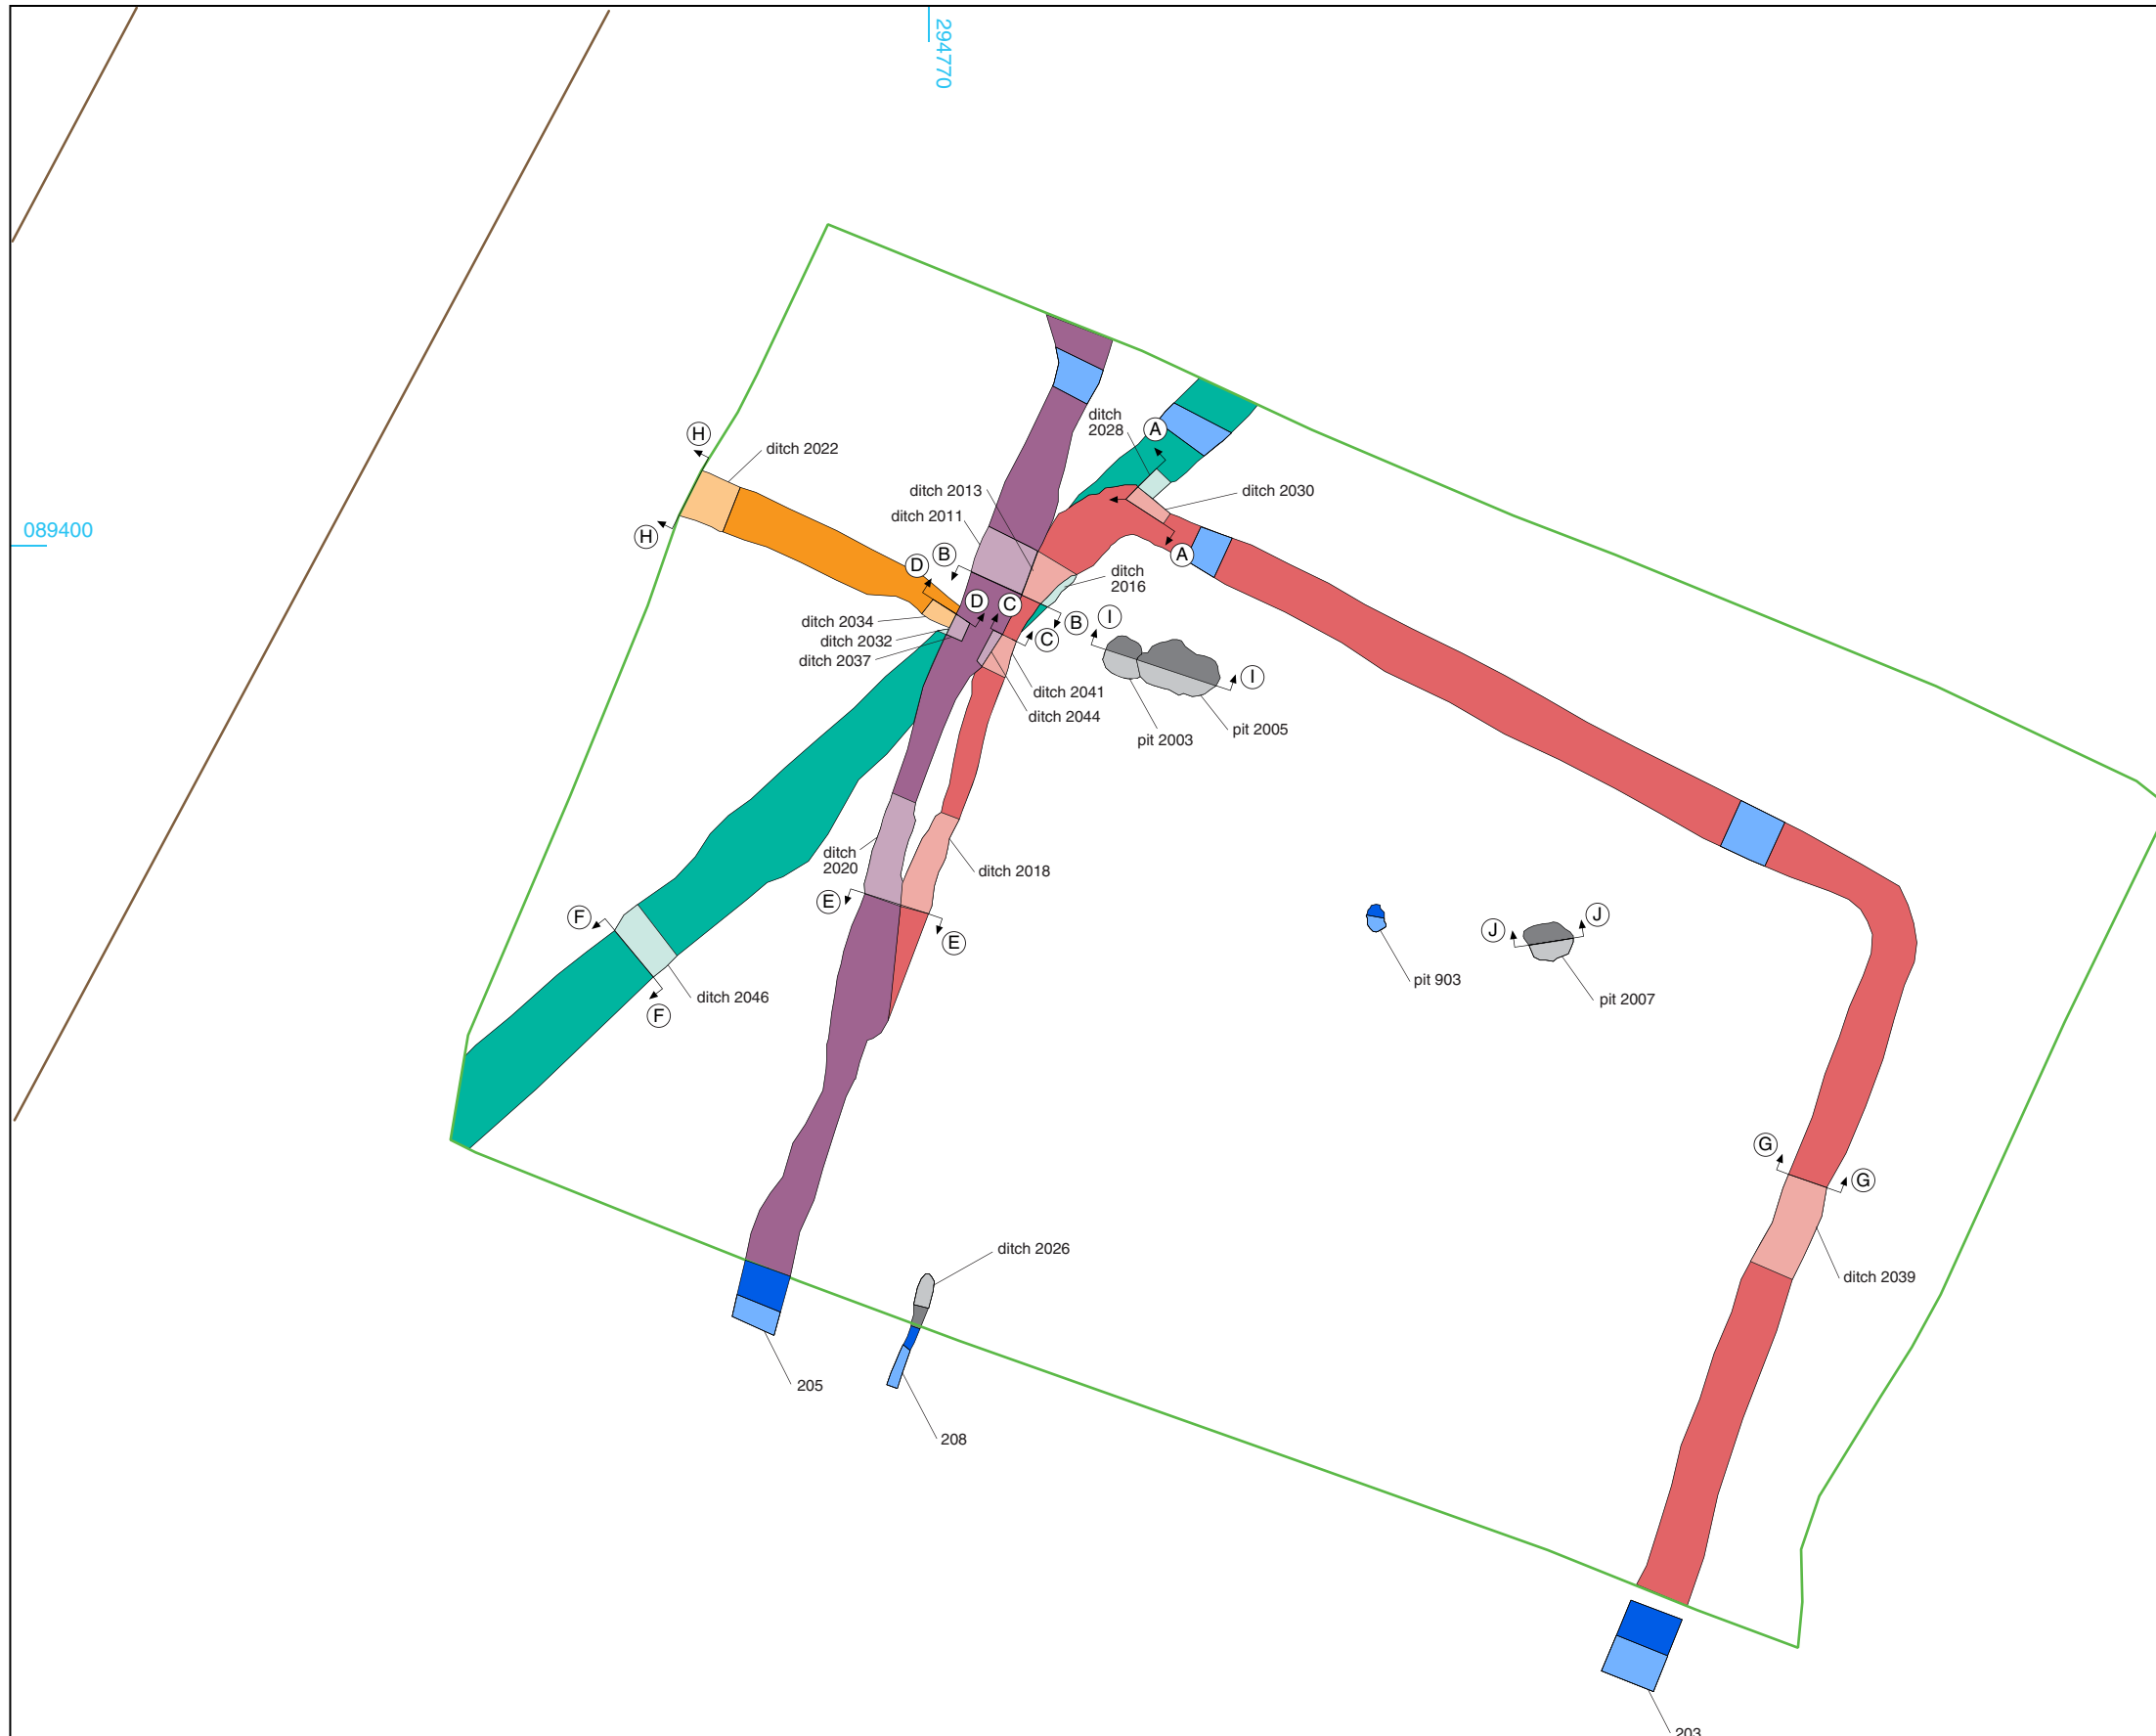 294770
089400
H
ditch 2022
H
ditch
2028
A
ditch 2013
ditch 2011
ditch 2030
B
D
A
ditch
2016
D
C
B
I
ditch 2034
ditch 2032
ditch 2037
C
I
ditch 2041
ditch 2044
pit 2003
pit 2005
ditch
2020
ditch 2018
E
E
F
F
ditch 2046
pit 903
J
J
pit 2007
G
G
ditch 2039
ditch 2026
205
208
203